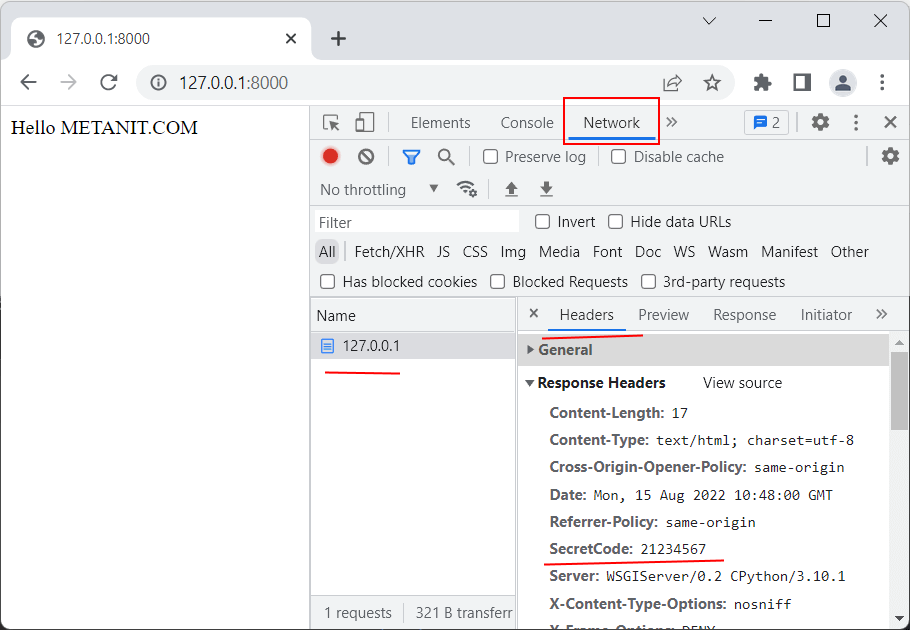 127.0.0.1:8000
127.0.0.1:8000
Hello METANIT.COM
Elements Console Network 2
Preserve log Disable cache
No throttling
Filter Invert Hide data URLs
All Fetch/XHR JS CSS Img Media Font Doc WS Wasm Manifest Other
Has blocked cookies Blocked Requests 3rd-party requests
Name
127.0.0.1
1 requests 321 B transferr
Headers Preview Response Initiator
General
Response Headers View source
Content-Length: 17
Content-Type: text/html; charset=utf-8
Cross-Origin-Opener-Policy: same-origin
Date: Mon, 15 Aug 2022 10:48:00 GMT
Referrer-Policy: same-origin
SecretCode: 21234567
Server: WSGIServer/0.2 CPython/3.10.1
X-Content-Type-Options: nosniff
X-Frame-Options: DENY